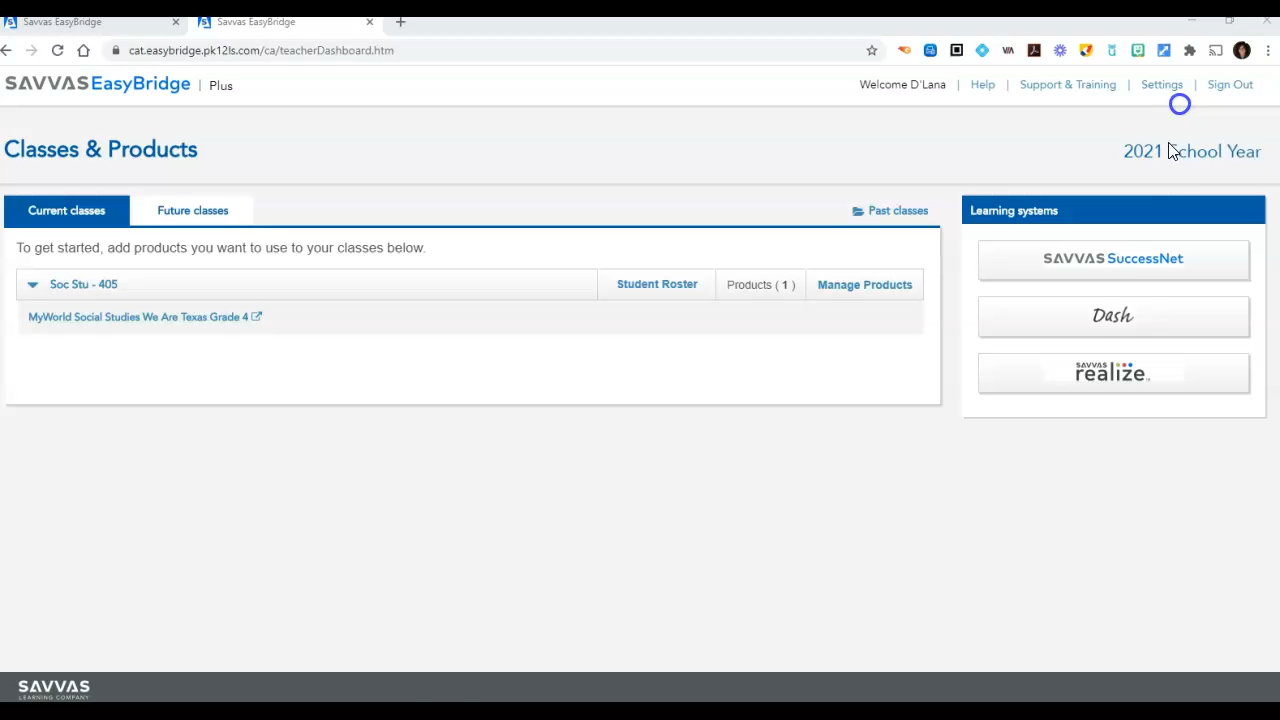 Savvas EasyBridge
Savvas EasyBridge
cat.easybridge.pk12ls.com/ca/teacherDashboard.htm
SAVVAS EasyBridge | Plus
Welcome D'Lana | Help | Support & Training | Settings | Sign Out
Classes & Products
2021 School Year
Current classes
Future classes
Past classes
Learning systems
To get started, add products you want to use to your classes below.
SAVVAS SuccessNet
Soc Stu - 405
Student Roster
Products ( 1 )
Manage Products
MyWorld Social Studies We Are Texas Grade 4
Dash
SAVVAS
realize™
SAVVAS
LEARNING COMPANY